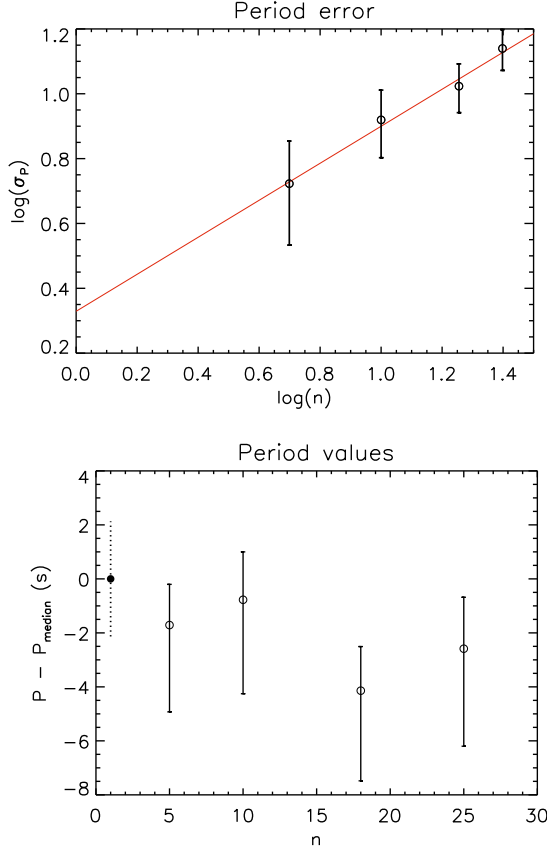 Period error
1.2
1.0
0.8
0.6
0.4
0.2
log(σP)
0.0 0.2 0.4 0.6 0.8 1.0 1.2 1.4
log(n)
Period values
4
2
0
−2
−4
−6
−8
P − Pmedian (s)
0 5 10 15 20 25 30
n